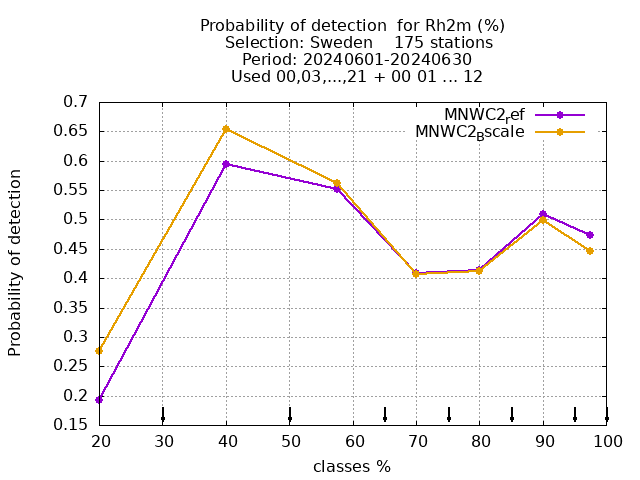 Probability of detection  for Rh2m (%)
Selection: Sweden    175 stations
Period: 20240601-20240630
Used 00,03,...,21 + 00 01 ... 12
MNWC2ref
MNWC2Bscale
Probability of detection
0.7
0.65
0.6
0.55
0.5
0.45
0.4
0.35
0.3
0.25
0.2
0.15
20 30 40 50 60 70 80 90 100
classes %